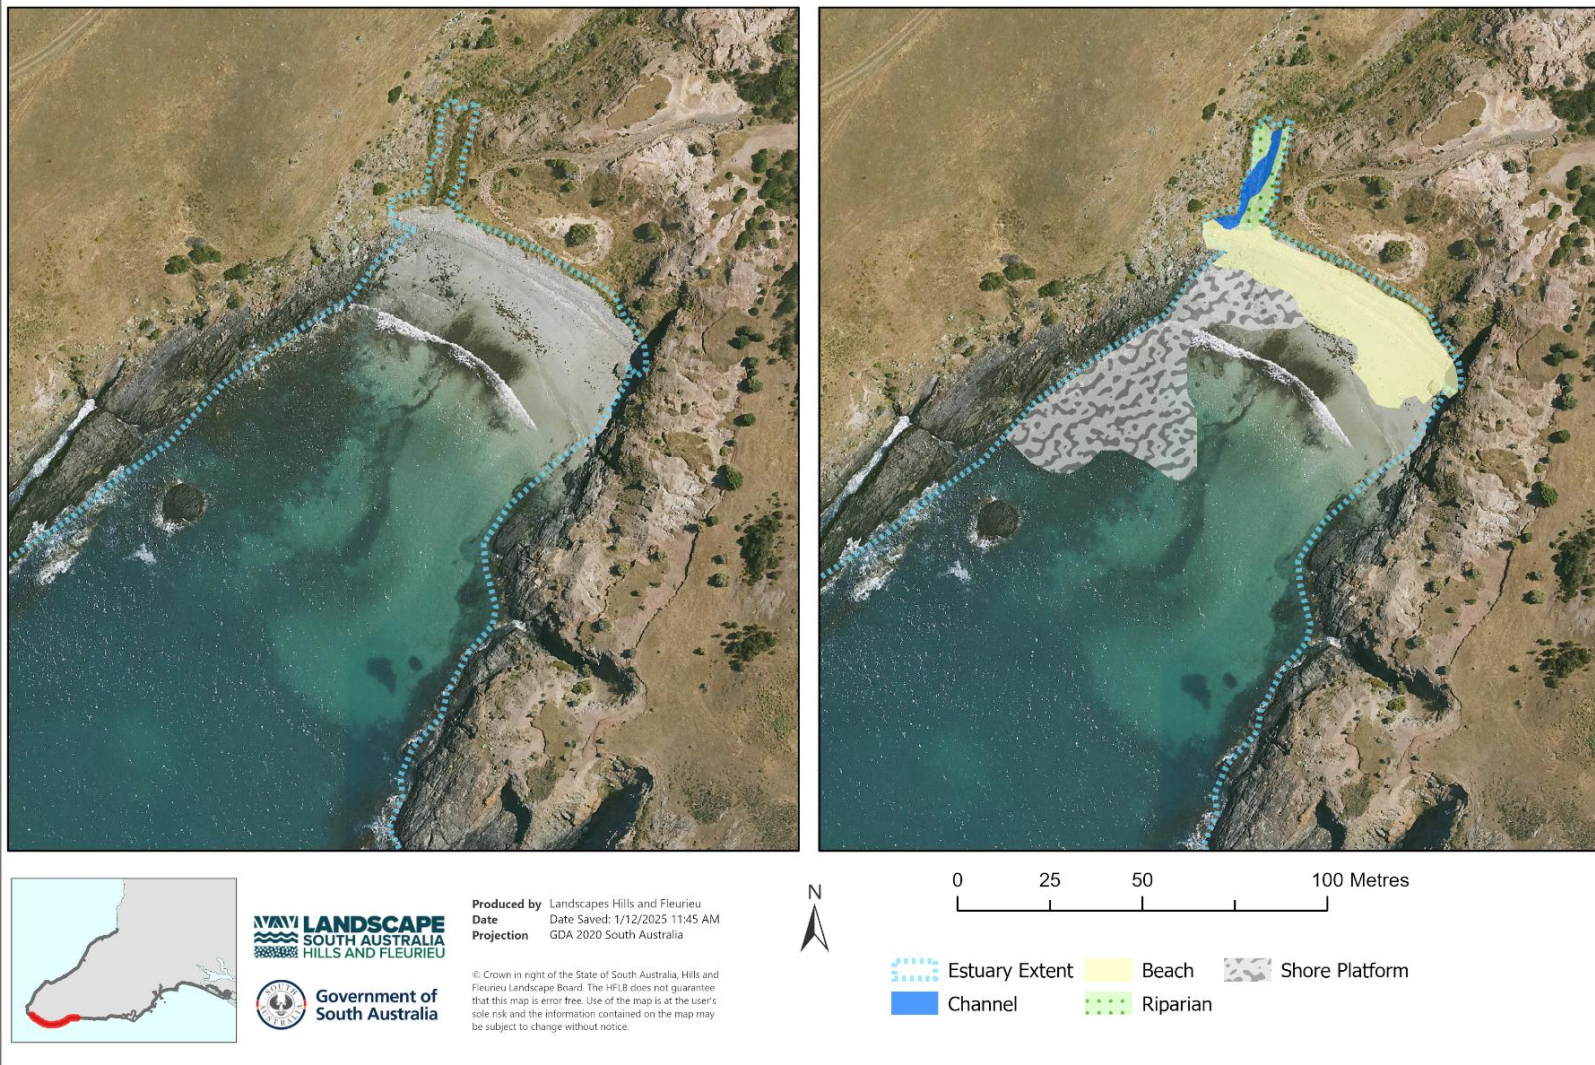 LANDSCAPE
SOUTH AUSTRALIA
HILLS AND FLEURIEU
SOUTH
AUSTRALIA
Government of
South Australia
Produced by Landscapes Hills and Fleurieu
Date Date Saved: 1/12/2025 11:45 AM
Projection GDA 2020 South Australia
© Crown in right of the State of South Australia, Hills and
Fleurieu Landscape Board. The HFLB does not guarantee
that this map is error free. Use of the map is at the user's
sole risk and the information contained on the map may
be subject to change without notice.
N
0 25 50 100 Metres
Estuary Extent Beach Shore Platform
Channel Riparian